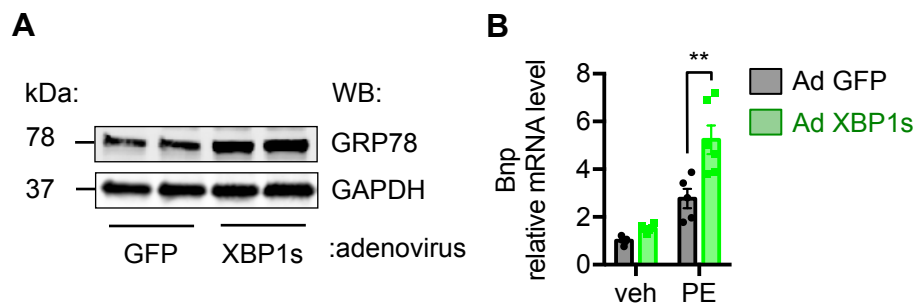 A
kDa:
WB:
78
GRP78
37
GAPDH
GFP
XBP1s
:adenovirus
B
Bnp
relative mRNA level
8
6
4
2
0
**
veh
PE
Ad GFP
Ad XBP1s